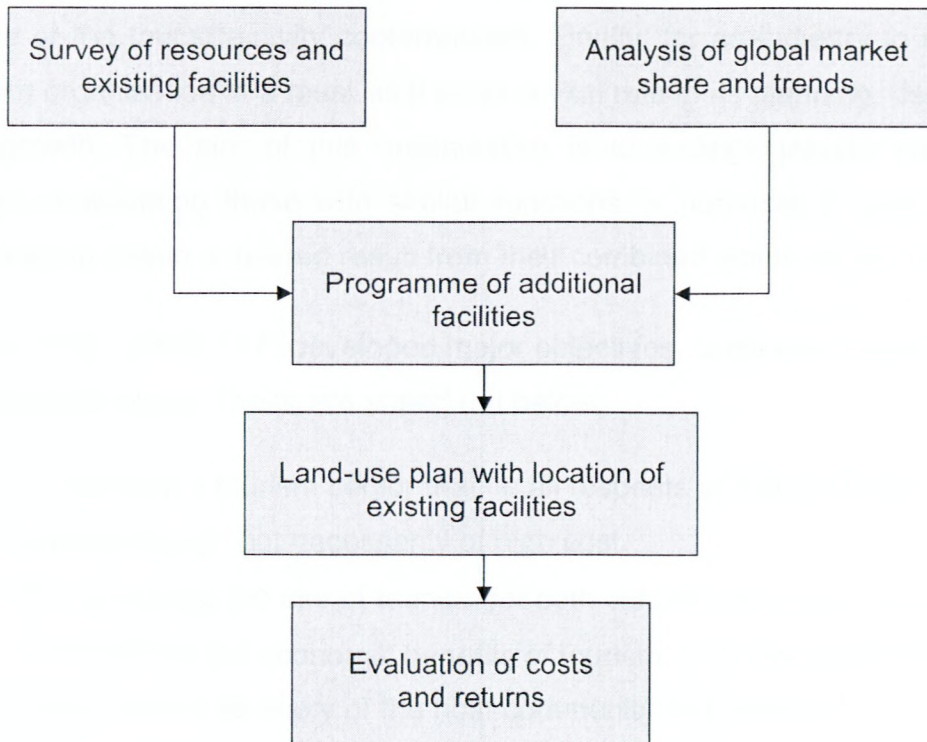 Survey of resources and
existing facilities
Analysis of global market
share and trends
Programme of additional
facilities
Land-use plan with location of
existing facilities
Evaluation of costs
and returns